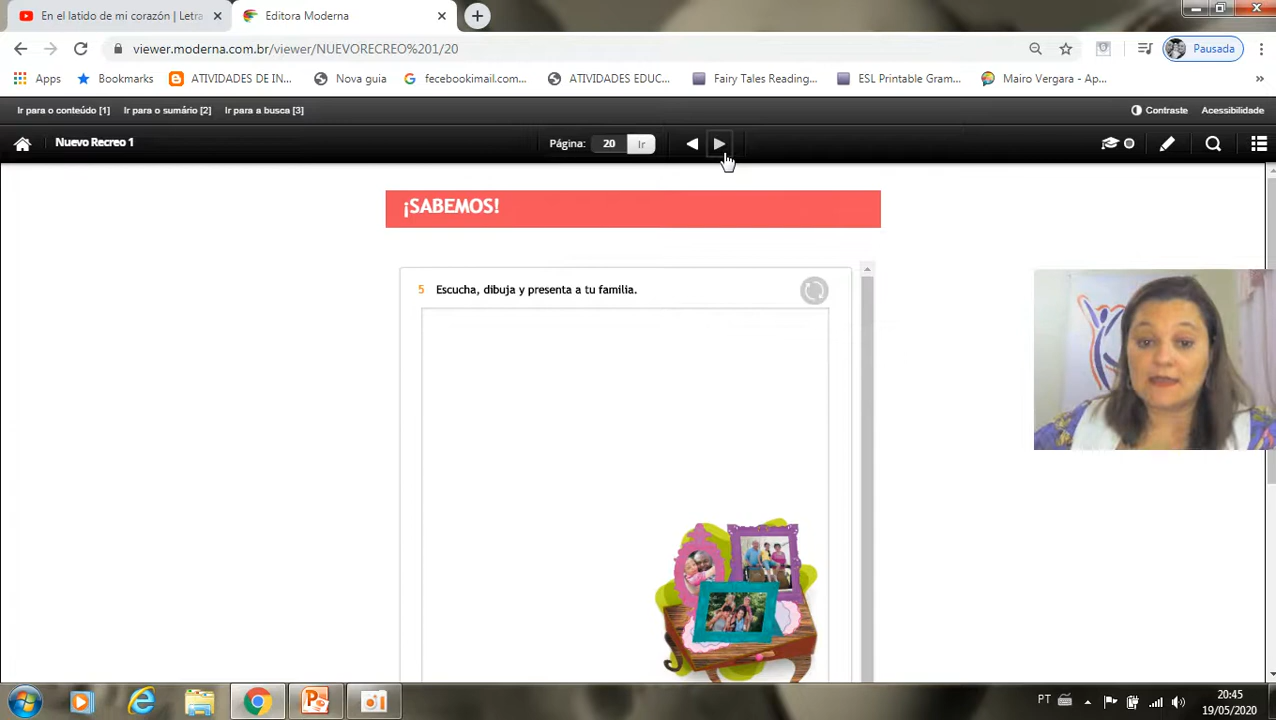 En el latido de mi corazón | Letra
Editora Moderna
viewer.moderna.com.br/viewer/NUEVORECREO%201/20
Pausada
Apps
Bookmarks
ATIVIDADES DE IN...
Nova guia
fecebookimail.com...
ATIVIDADES EDUC...
Fairy Tales Reading...
ESL Printable Gram...
Mairo Vergara - Ap...
»
Ir para o conteúdo [1]
Ir para o sumário [2]
Ir para a busca [3]
Contraste
Acessibilidade
Nuevo Recreo 1
Página:
20
Ir
¡SABEMOS!
5 Escucha, dibuja y presenta a tu familia.
PT
20:45
19/05/2020